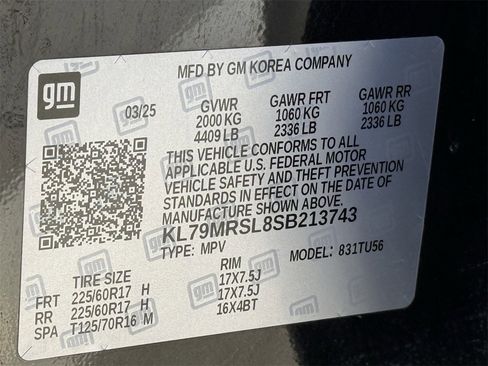 gm
MFD BY GM KOREA COMPANY
03/25
GVWR GAWR FRT GAWR RR
2000 KG 1060 KG 1060 KG
4409 LB 2336 LB 2336 LB
THIS VEHICLE CONFORMS TO ALL
APPLICABLE U.S. FEDERAL MOTOR
VEHICLE SAFETY AND THEFT PREVENTION
STANDARDS IN EFFECT ON THE DATE OF
MANUFACTURE SHOWN ABOVE.
KL79MRSL8SB213743
TYPE: MPV MODEL: 831TU56
TIRE SIZE RIM
FRT 225/60R17 H 17X7.5J
RR 225/60R17 H 17X7.5J
SPA T125/70R16 M 16X4BT